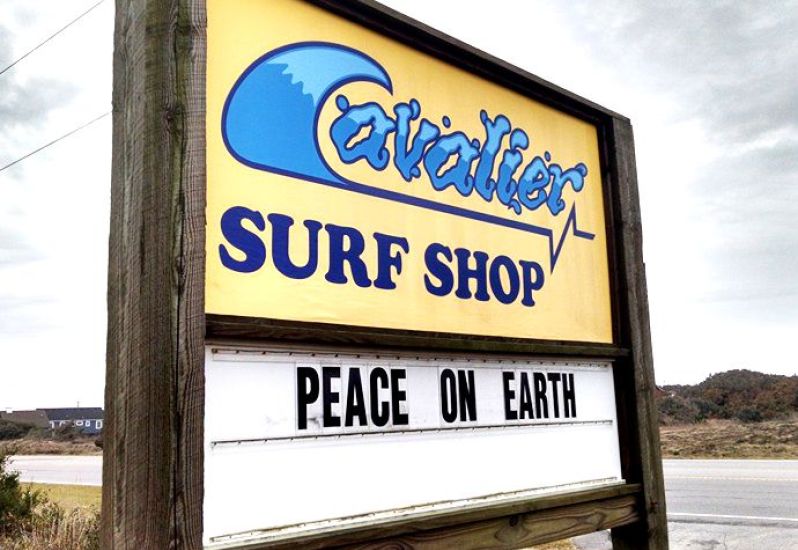 Cavalier
SURF SHOP
PEACE ON EARTH